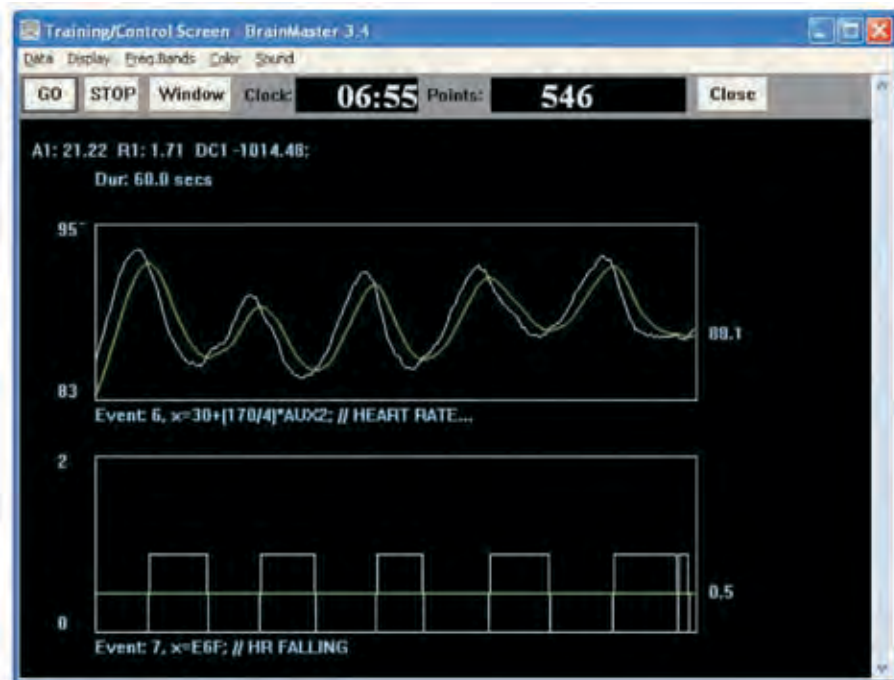 Training/Control Screen - BrainMaster 3.4
Data Display Freq.Bands Color Sound
GO STOP Window Clock: 06:55 Points: 546 Close
A1: 21.22 R1: 1.71 DC1 -1014.48;
Dur: 60.0 secs
95
89.1
83
Event: 6, x=30+(170/4)*AUX2; // HEART RATE...
2
0.5
0
Event: 7, x=E6F; // HR FALLING